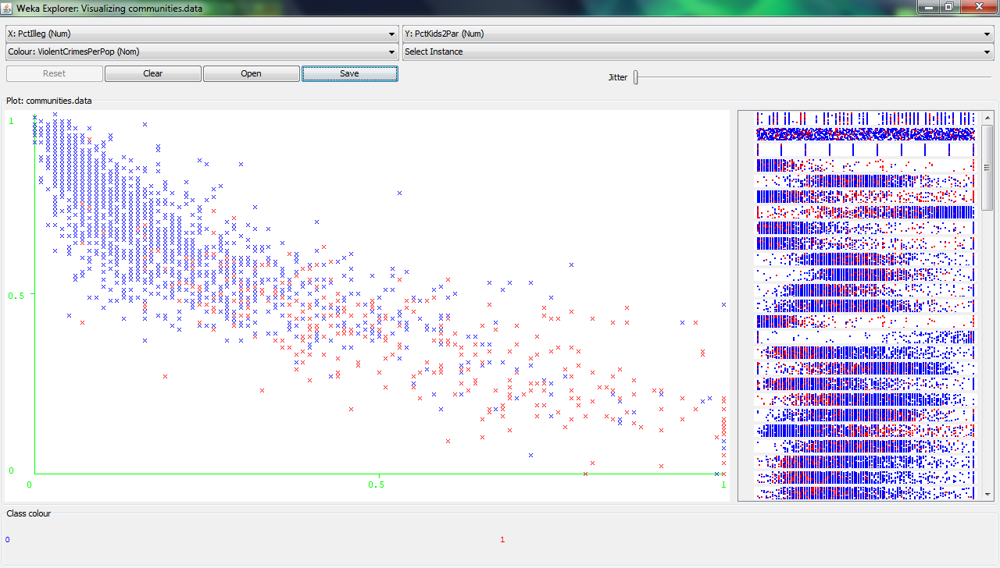 Weka Explorer: Visualizing communities.data
X: PctIlleg (Num)
Y: PctKids2Par (Num)
Colour: ViolentCrimesPerPop (Nom)
Select Instance
Reset
Clear
Open
Save
Jitter
Plot: communities.data
1
0.5
0
0
0.5
1
Class colour
0
1